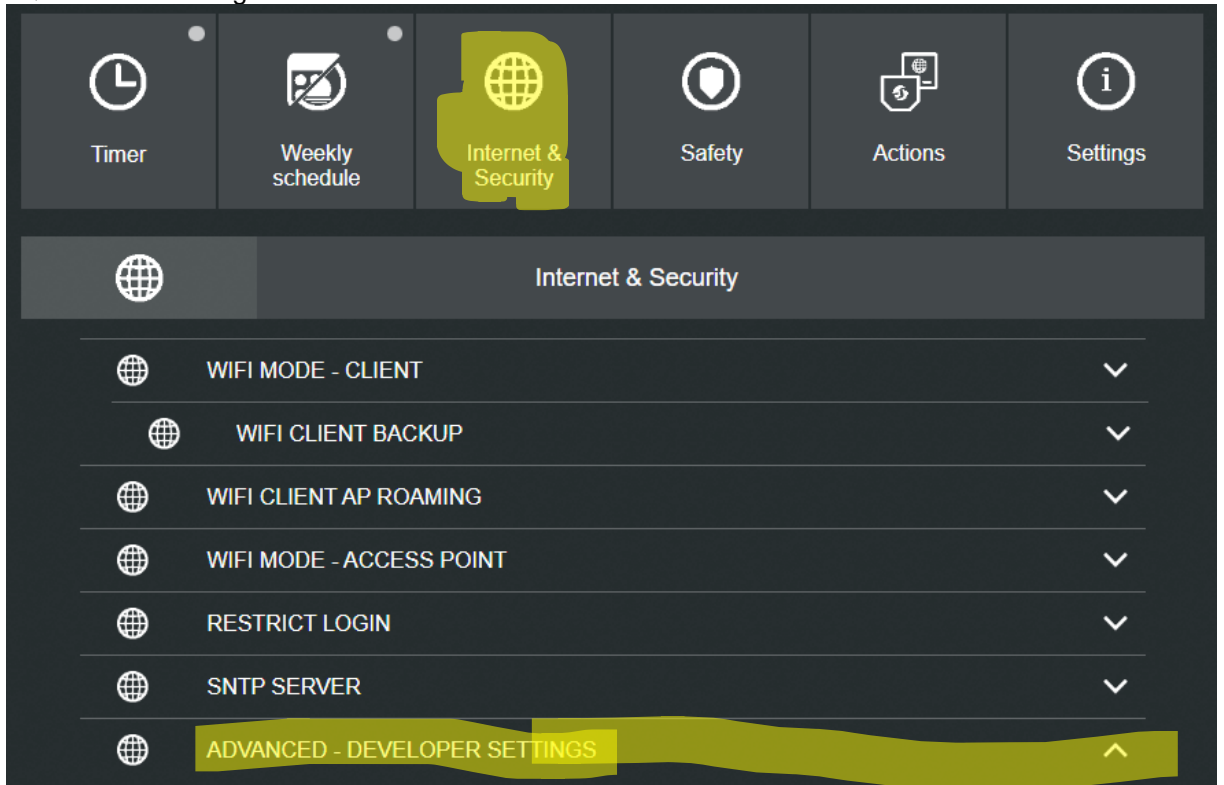 Timer
Weekly
schedule
Internet &
Security
Safety
Actions
Settings
Internet & Security
WIFI MODE - CLIENT
WIFI CLIENT BACKUP
WIFI CLIENT AP ROAMING
WIFI MODE - ACCESS POINT
RESTRICT LOGIN
SNTP SERVER
ADVANCED - DEVELOPER SETTINGS